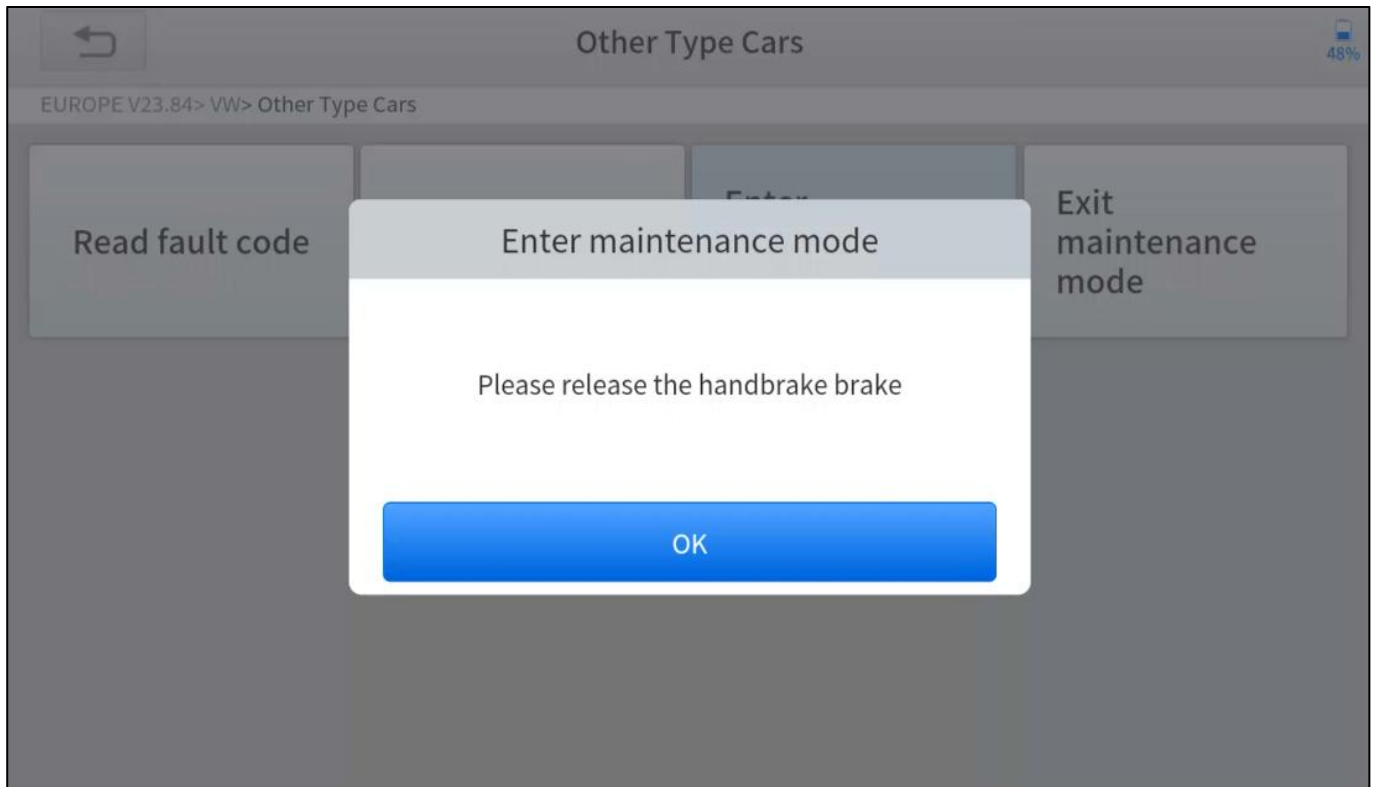 Other Type Cars
48%
EUROPE V23.84> VW> Other Type Cars
Read fault code
Enter
Exit
maintenance
mode
Enter maintenance mode
Please release the handbrake brake
OK